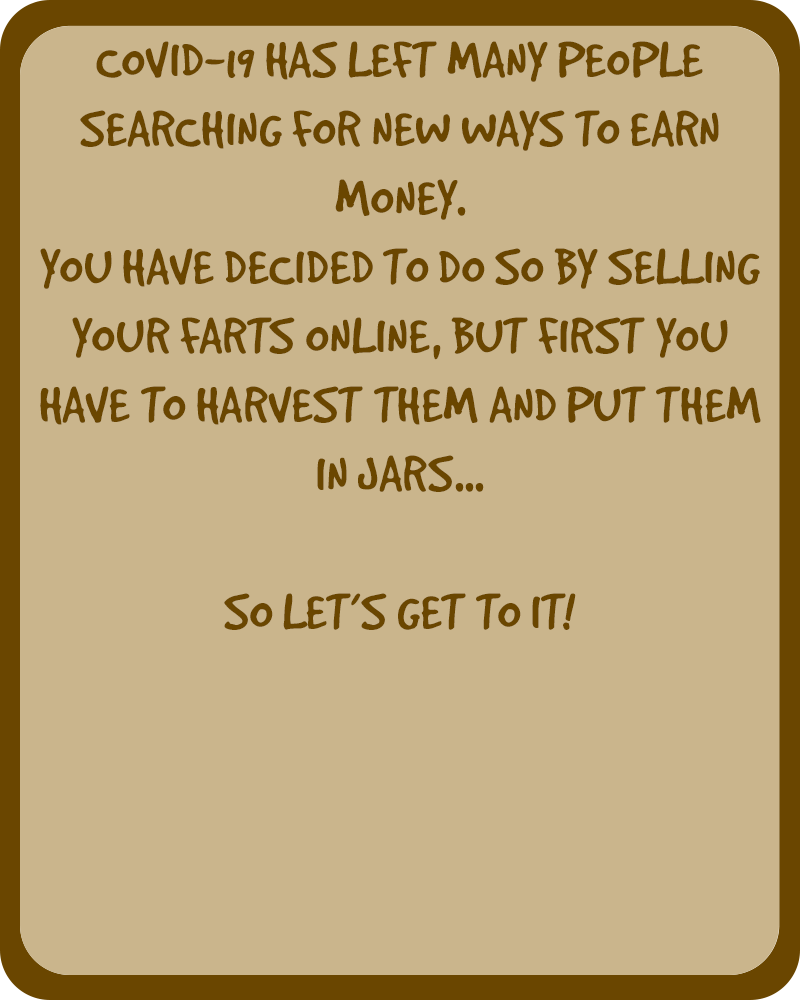 COVID-19 HAS LEFT MANY PEOPLE
SEARCHING FOR NEW WAYS TO EARN
MONEY.
YOU HAVE DECIDED TO DO SO BY SELLING
YOUR FARTS ONLINE, BUT FIRST YOU
HAVE TO HARVEST THEM AND PUT THEM
IN JARS...
SO LET'S GET TO IT!